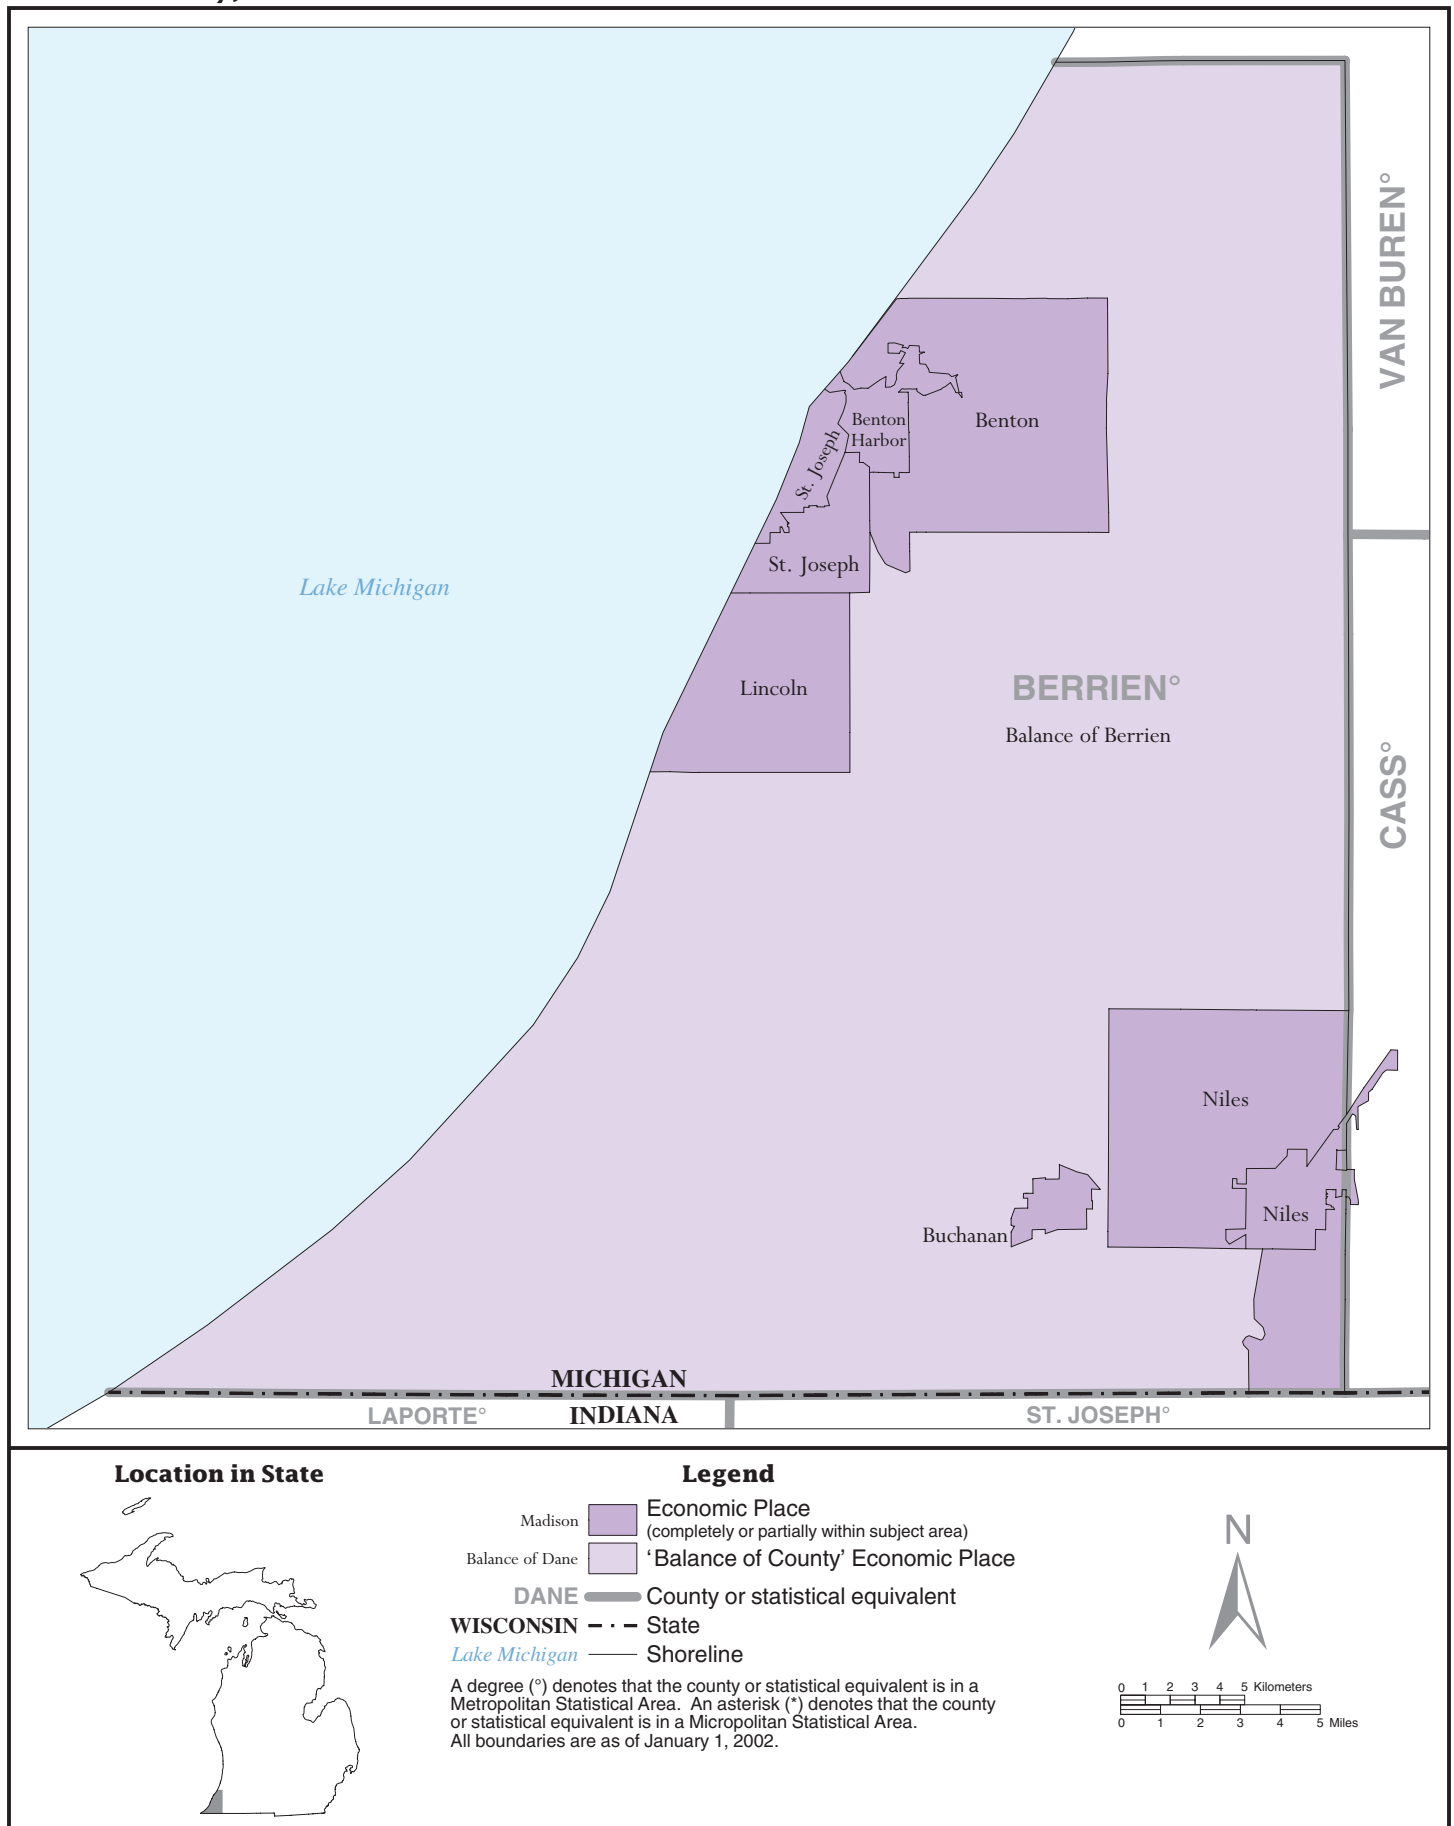 VAN BUREN°
Benton
Benton
Harbor
St. Joseph
St. Joseph
Lake Michigan
Lincoln
BERRIEN°
Balance of Berrien
CASS°
Niles
Niles
Buchanan
MICHIGAN
LAPORTE° INDIANA ST. JOSEPH°
Location in State
Legend
Madison Economic Place
(completely or partially within subject area)
Balance of Dane 'Balance of County' Economic Place
DANE County or statistical equivalent
WISCONSIN State
Lake Michigan Shoreline
A degree (°) denotes that the county or statistical equivalent is in a
Metropolitan Statistical Area. An asterisk (*) denotes that the county
or statistical equivalent is in a Micropolitan Statistical Area.
All boundaries are as of January 1, 2002.
N
0 1 2 3 4 5 Kilometers
0 1 2 3 4 5 Miles